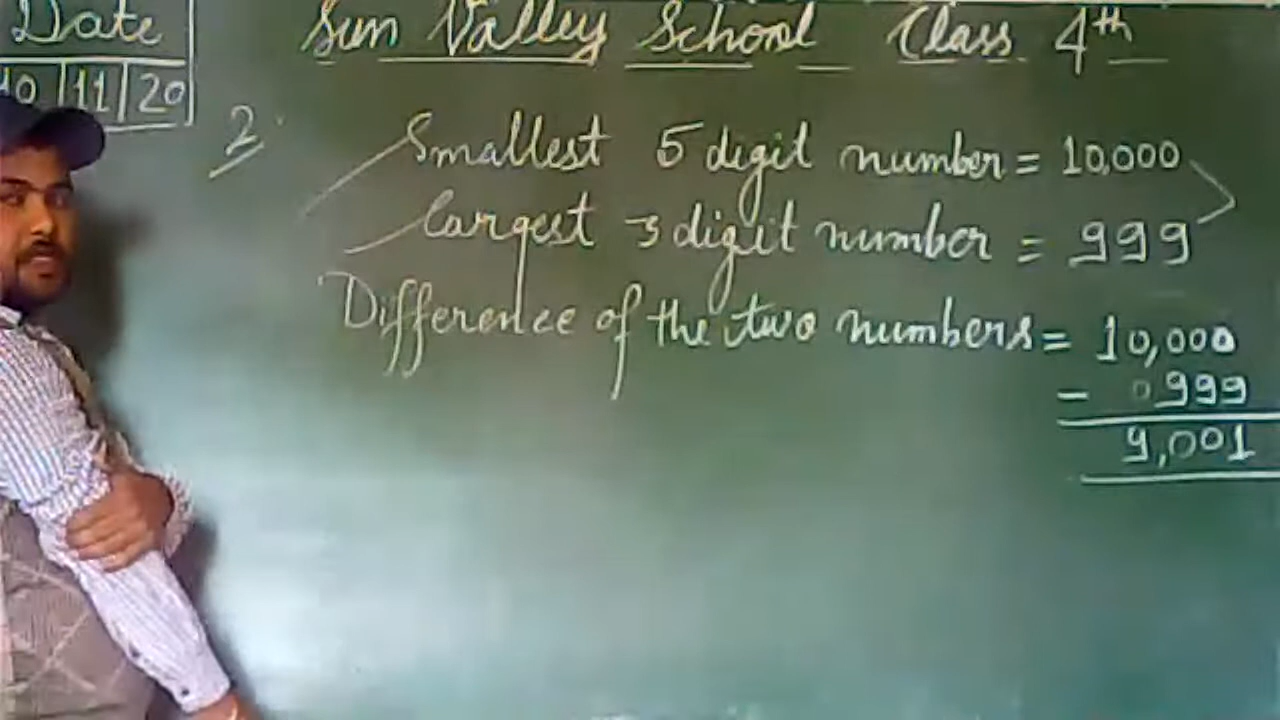 Date
10 11 20
Sun Valley School Class 4th
2.
Smallest 5 digit number = 10,000
largest 3 digit number = 999
Difference of the two numbers = 10,000
- 0999
9,001